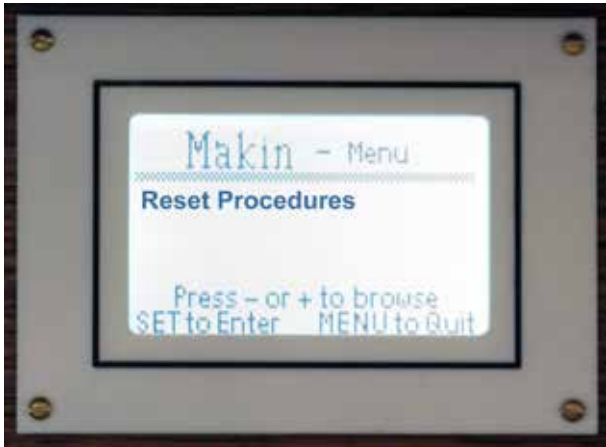 Makin - Menu
Reset Procedures
Press - or + to browse
SET to Enter MENU to Quit